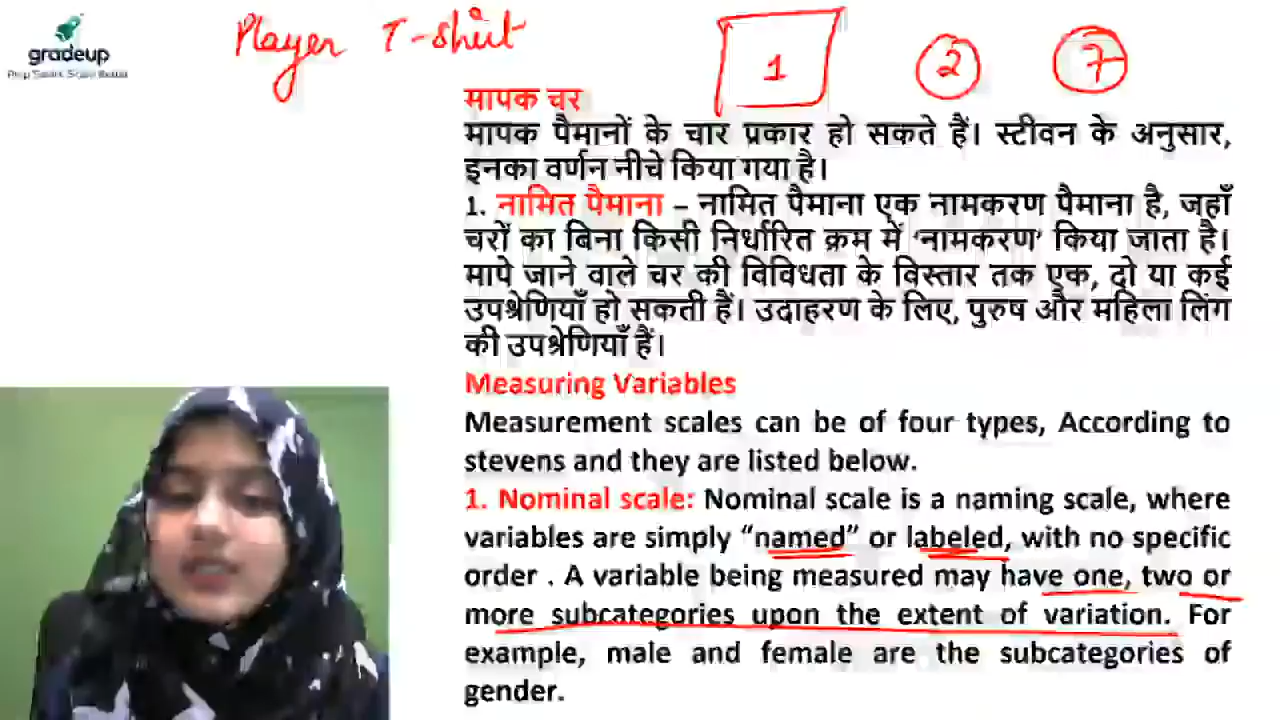 gradeup
Prep Smart. Score Better
Player T-shirt 1 2 7
मापक चर
मापक पैमानों के चार प्रकार हो सकते हैं। स्टीवन के अनुसार,
इनका वर्णन नीचे किया गया है।
1. नामित पैमाना – नामित पैमाना एक नामकरण पैमाना है, जहाँ
चरों का बिना किसी निर्धारित क्रम में ‘नामकरण’ किया जाता है।
मापे जाने वाले चर की विविधता के विस्तार तक एक, दो या कई
उपश्रेणियाँ हो सकती हैं। उदाहरण के लिए, पुरुष और महिला लिंग
की उपश्रेणियाँ हैं।
Measuring Variables
Measurement scales can be of four types, According to
stevens and they are listed below.
1. Nominal scale: Nominal scale is a naming scale, where
variables are simply “named” or labeled, with no specific
order . A variable being measured may have one, two or
more subcategories upon the extent of variation. For
example, male and female are the subcategories of
gender.